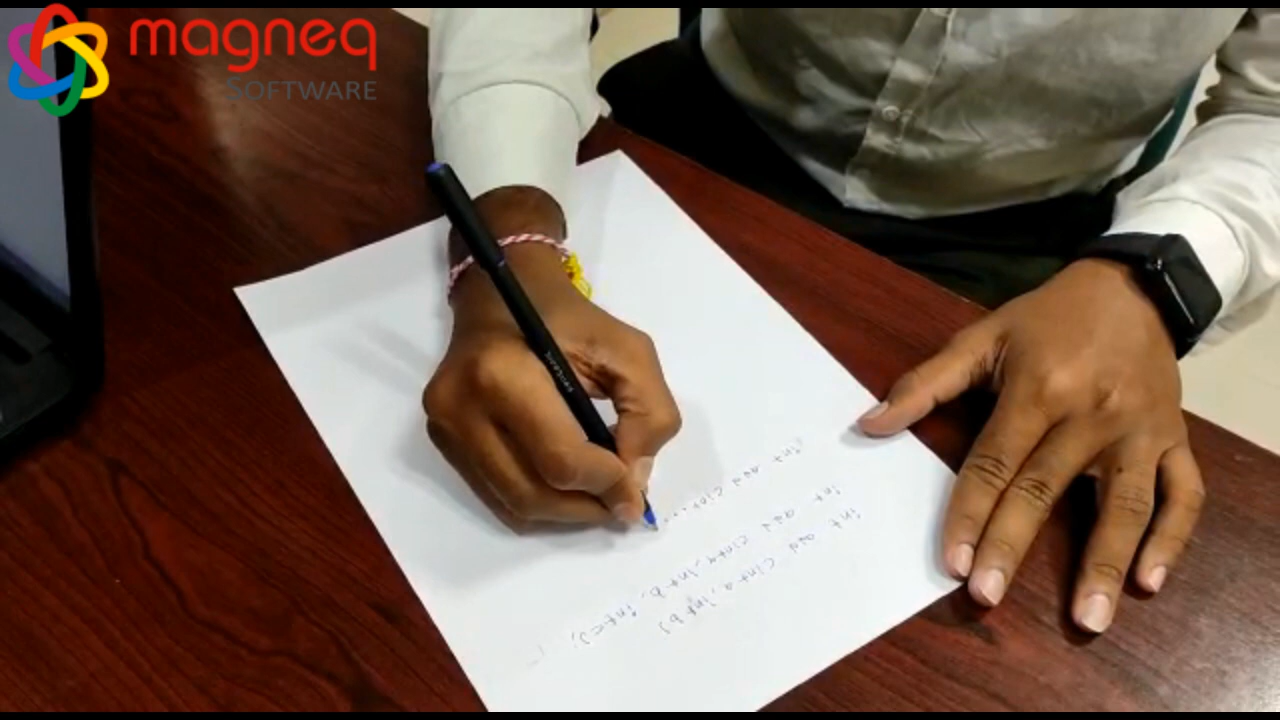 magneq
SOFTWARE
int add (int a, int b)
int add (int a, int b, int c);
int add (int...